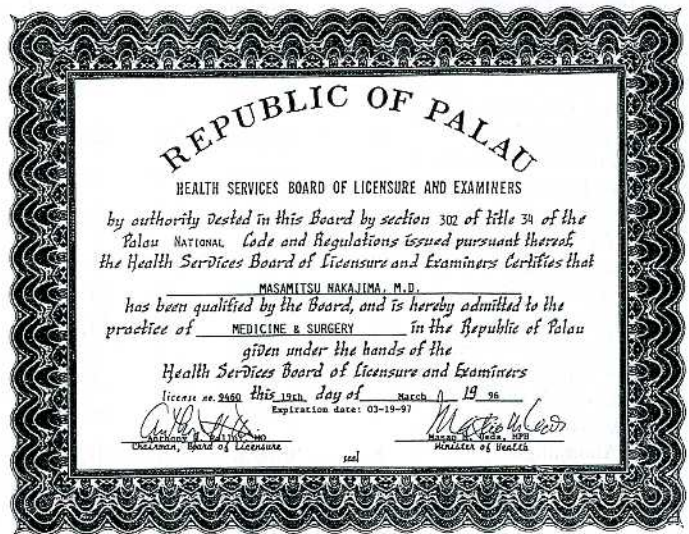 REPUBLIC OF PALAU
HEALTH SERVICES BOARD OF LICENSURE AND EXAMINERS
by authority vested in this Board by section 302 of title 34 of the
Palau NATIONAL Code and Regulations issued pursuant thereof,
the Health Services Board of Licensure and Examiners Certifies that
MASAMITSU NAKAJIMA, M.D.
has been qualified by the Board, and is hereby admitted to the
practice of MEDICINE & SURGERY in the Republic of Palau
given under the hands of the
Health Services Board of Licensure and Examiners
license no. 9460 this 19th day of March 19 96
Expiration date: 03-19-97
Anthony MO
Chairman, Board of Licensure
Masao M. Ueda, MPH
Minister of Health
seal